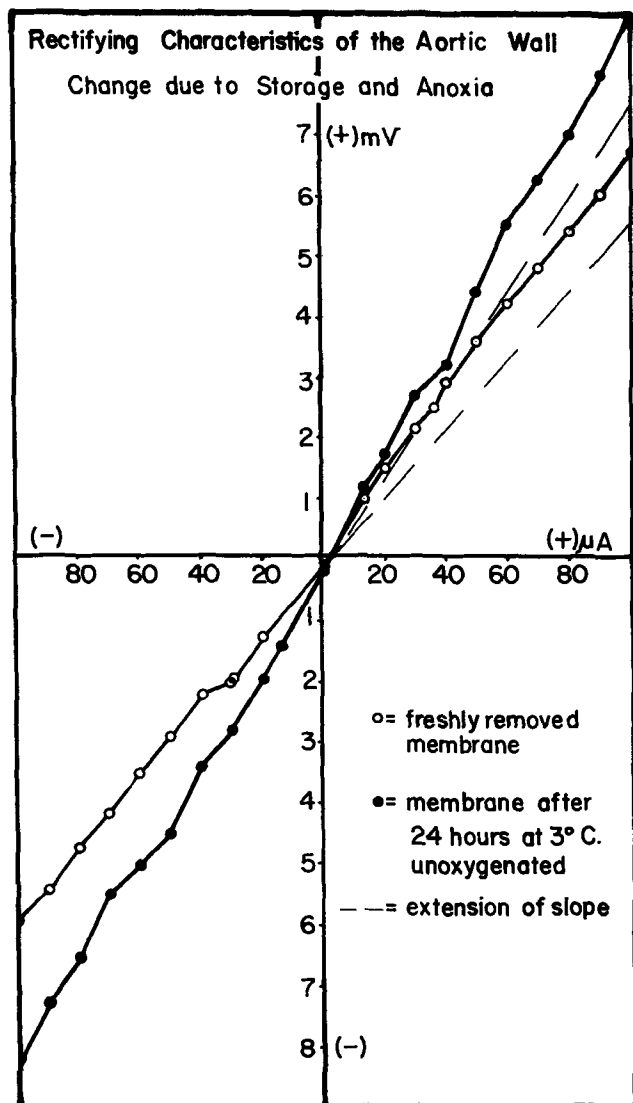 Rectifying Characteristics of the Aortic Wall
Change due to Storage and Anoxia
7 (+)mV
6
5
4
3
2
1
(-) (+)µA
80 60 40 20 20 40 60 80
1
2
3
4
5
6
7
8 (-)
o= freshly removed
membrane
●= membrane after
24 hours at 3° C.
unoxygenated
— —= extension of slope